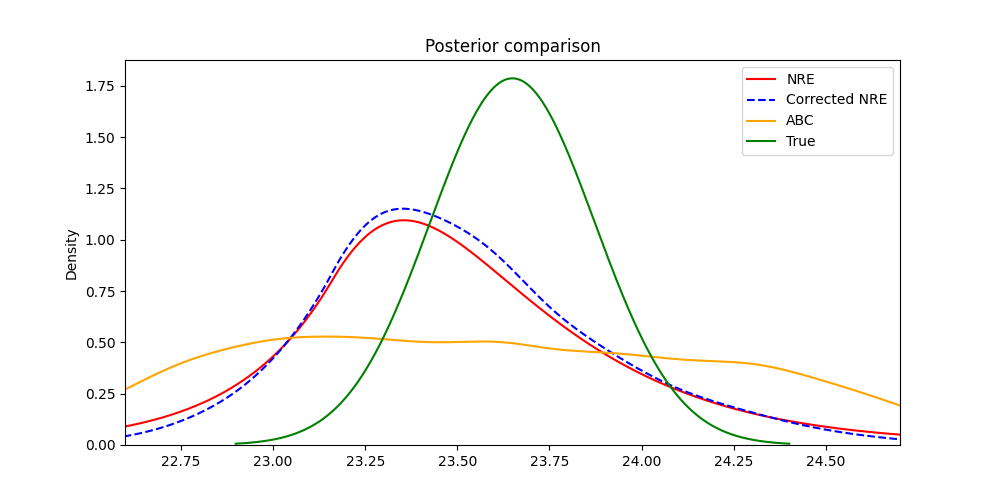 Posterior comparison
NRE
Corrected NRE
ABC
True
Density
1.75
1.50
1.25
1.00
0.75
0.50
0.25
0.00
22.75 23.00 23.25 23.50 23.75 24.00 24.25 24.50